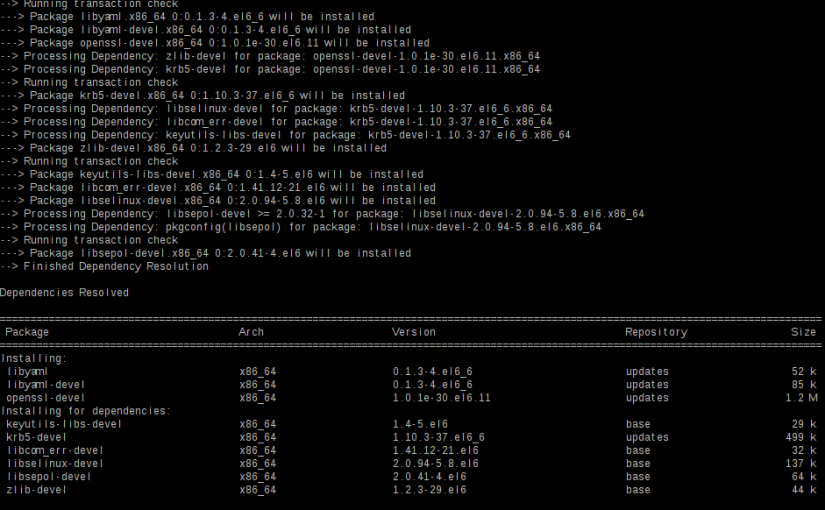 --> Running transaction check
---> Package libyaml.x86_64 0:0.1.3-4.el6_6 will be installed
---> Package libyaml-devel.x86_64 0:0.1.3-4.el6_6 will be installed
---> Package openssl-devel.x86_64 0:1.0.1e-30.el6.11 will be installed
--> Processing Dependency: zlib-devel for package: openssl-devel-1.0.1e-30.el6.11.x86_64
--> Processing Dependency: krb5-devel for package: openssl-devel-1.0.1e-30.el6.11.x86_64
--> Running transaction check
---> Package krb5-devel.x86_64 0:1.10.3-37.el6_6 will be installed
--> Processing Dependency: libselinux-devel for package: krb5-devel-1.10.3-37.el6_6.x86_64
--> Processing Dependency: libcom_err-devel for package: krb5-devel-1.10.3-37.el6_6.x86_64
--> Processing Dependency: keyutils-libs-devel for package: krb5-devel-1.10.3-37.el6_6.x86_64
---> Package zlib-devel.x86_64 0:1.2.3-29.el6 will be installed
--> Running transaction check
---> Package keyutils-libs-devel.x86_64 0:1.4-5.el6 will be installed
---> Package libcom_err-devel.x86_64 0:1.41.12-21.el6 will be installed
---> Package libselinux-devel.x86_64 0:2.0.94-5.8.el6 will be installed
--> Processing Dependency: libsepol-devel >= 2.0.32-1 for package: libselinux-devel-2.0.94-5.8.el6.x86_64
--> Processing Dependency: pkgconfig(libsepol) for package: libselinux-devel-2.0.94-5.8.el6.x86_64
--> Running transaction check
---> Package libsepol-devel.x86_64 0:2.0.41-4.el6 will be installed
--> Finished Dependency Resolution
Dependencies Resolved
Package Arch Version Repository Size
Installing:
libyaml x86_64 0.1.3-4.el6_6 updates 52 k
libyaml-devel x86_64 0.1.3-4.el6_6 updates 85 k
openssl-devel x86_64 1.0.1e-30.el6.11 updates 1.2 M
Installing for dependencies:
keyutils-libs-devel x86_64 1.4-5.el6 base 29 k
krb5-devel x86_64 1.10.3-37.el6_6 updates 499 k
libcom_err-devel x86_64 1.41.12-21.el6 base 32 k
libselinux-devel x86_64 2.0.94-5.8.el6 base 137 k
libsepol-devel x86_64 2.0.41-4.el6 base 64 k
zlib-devel x86_64 1.2.3-29.el6 base 44 k